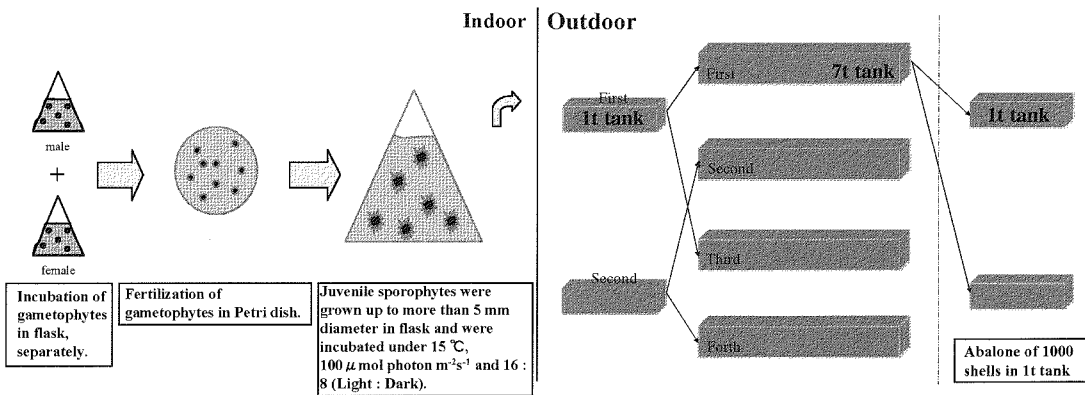 Indoor
Outdoor
male
+
female
Incubation of
gametophytes
in flask,
separately.
Fertilization of
gametophytes in Petri dish.
Juvenile sporophytes were
grown up to more than 5 mm
diameter in flask and were
incubated under 15 ℃,
100 μ mol photon m⁻²s⁻¹ and 16 :
8 (Light : Dark).
First
1t tank
Second
First
7t tank
Second
Third
Forth
1t tank
Abalone of 1000
shells in 1t tank